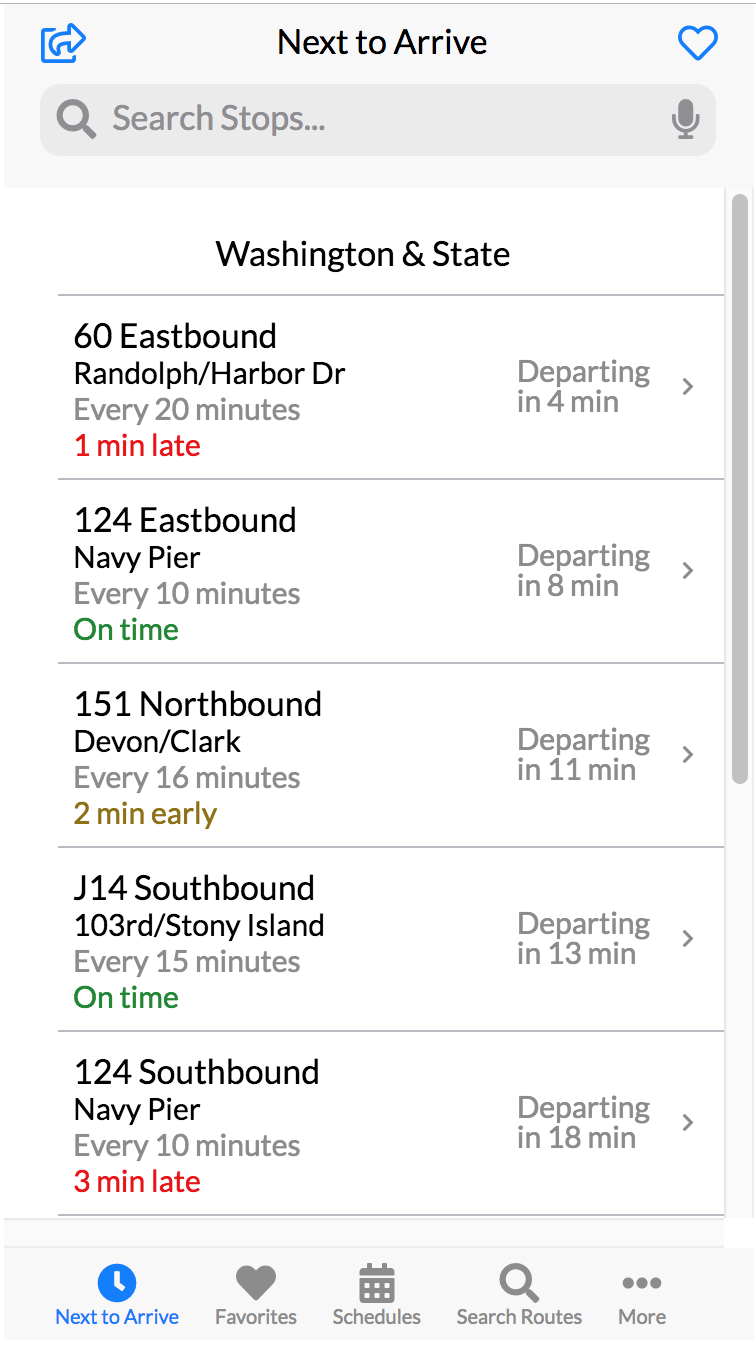 Next to Arrive
Search Stops...
Washington & State
60 Eastbound
Randolph/Harbor Dr
Every 20 minutes
1 min late
Departing
in 4 min
124 Eastbound
Navy Pier
Every 10 minutes
On time
Departing
in 8 min
151 Northbound
Devon/Clark
Every 16 minutes
2 min early
Departing
in 11 min
J14 Southbound
103rd/Stony Island
Every 15 minutes
On time
Departing
in 13 min
124 Southbound
Navy Pier
Every 10 minutes
3 min late
Departing
in 18 min
Next to Arrive
Favorites
Schedules
Search Routes
More